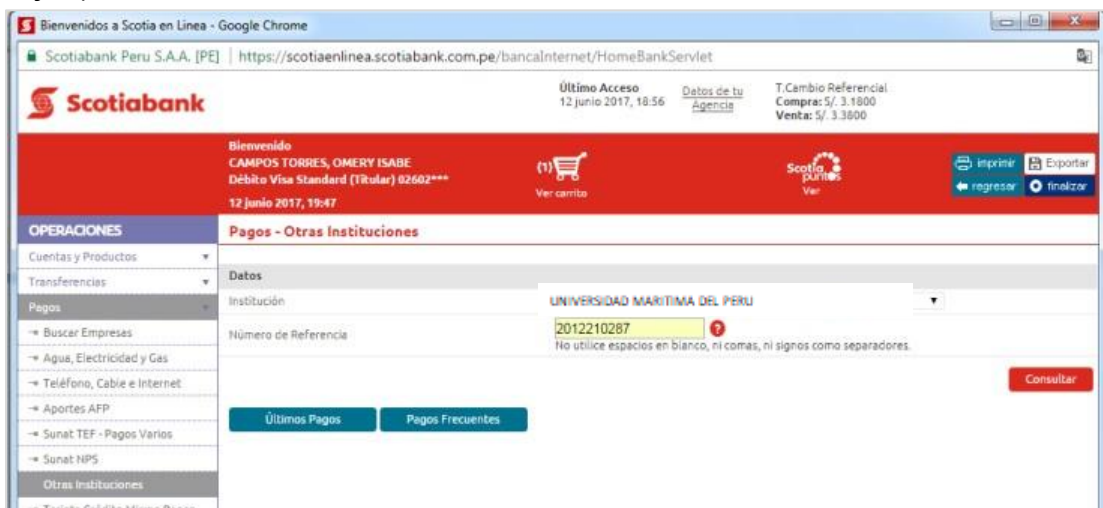 Bienvenidos a Scotia en Linea - Google Chrome
Scotiabank Peru S.A.A. [PE] | https://scotiaenlinea.scotiabank.com.pe/bancaInternet/HomeBankServlet
Scotiabank
Último Acceso
12 junio 2017, 18:56
Datos de tu
Agencia
T.Cambio Referencial
Compra: S/. 3.1800
Venta: S/. 3.3800
Bienvenido
CAMPOS TORRES, OMERY ISABE
Débito Visa Standard (Titular) 02602***
12 junio 2017, 19:47
(1)
Ver carrito
Scotia
puntos
Ver
imprimir
Exportar
regresar
finalizar
OPERACIONES
Cuentas y Productos
Transferencias
Pagos
Buscar Empresas
Agua, Electricidad y Gas
Teléfono, Cable e Internet
Aportes AFP
Sunat TEF - Pagos Varios
Sunat NPS
Otras Instituciones
Pagos - Otras Instituciones
Datos
Institución
UNIVERSIDAD MARITIMA DEL PERU
Número de Referencia
2012210287
?
No utilice espacios en blanco, ni comas, ni signos como separadores.
Consultar
Últimos Pagos
Pagos Frecuentes